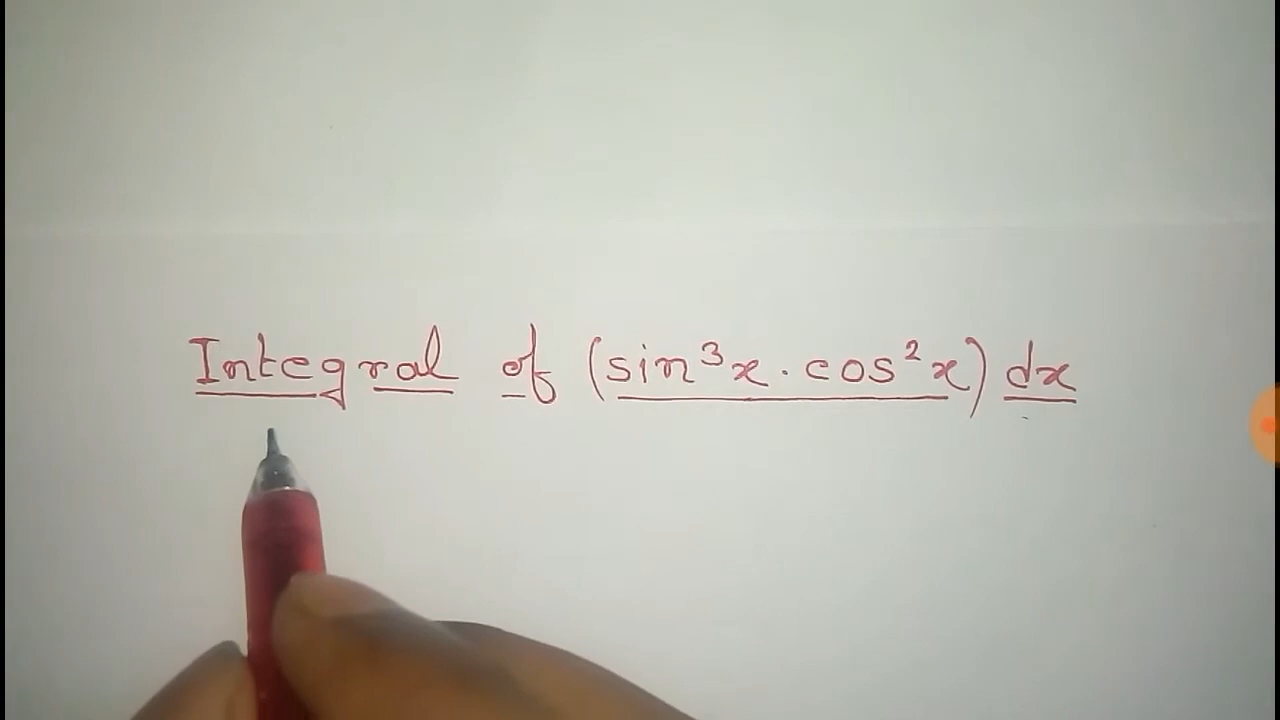 Integral of (sin³x · cos²x) dx